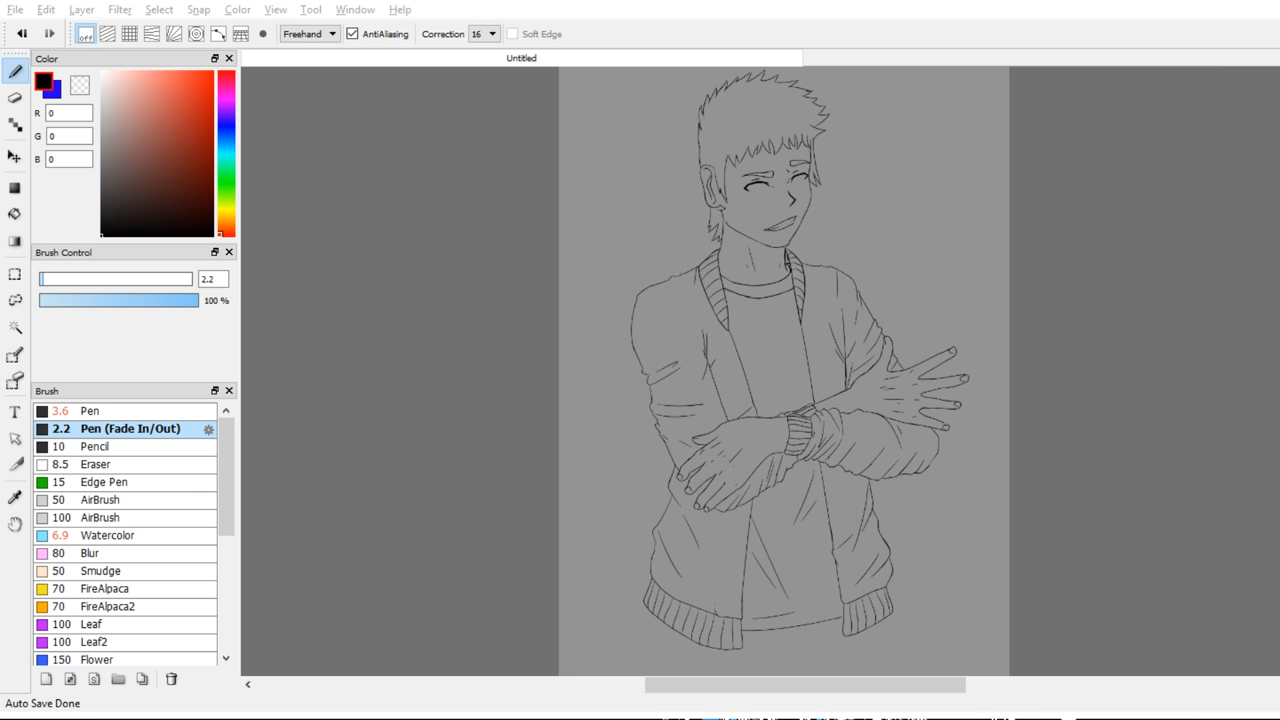 File Edit Layer Filter Select Snap Color View Tool Window Help
off Freehand AntiAliasing Correction 16 Soft Edge
Untitled
Color
R 0
G 0
B 0
Brush Control
2.2
100 %
Brush
3.6 Pen
2.2 Pen (Fade In/Out)
10 Pencil
8.5 Eraser
15 Edge Pen
50 AirBrush
100 AirBrush
6.9 Watercolor
80 Blur
50 Smudge
70 FireAlpaca
70 FireAlpaca2
100 Leaf
100 Leaf2
150 Flower
T
S
Auto Save Done